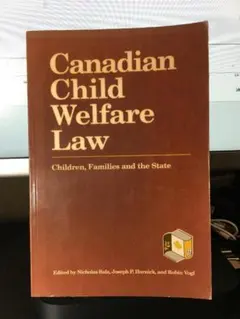 Canadian
Child
Welfare
Law
Children, Families and the State
Edited by Nicholas Bala, Joseph P. Hornick, and Robin Vogl